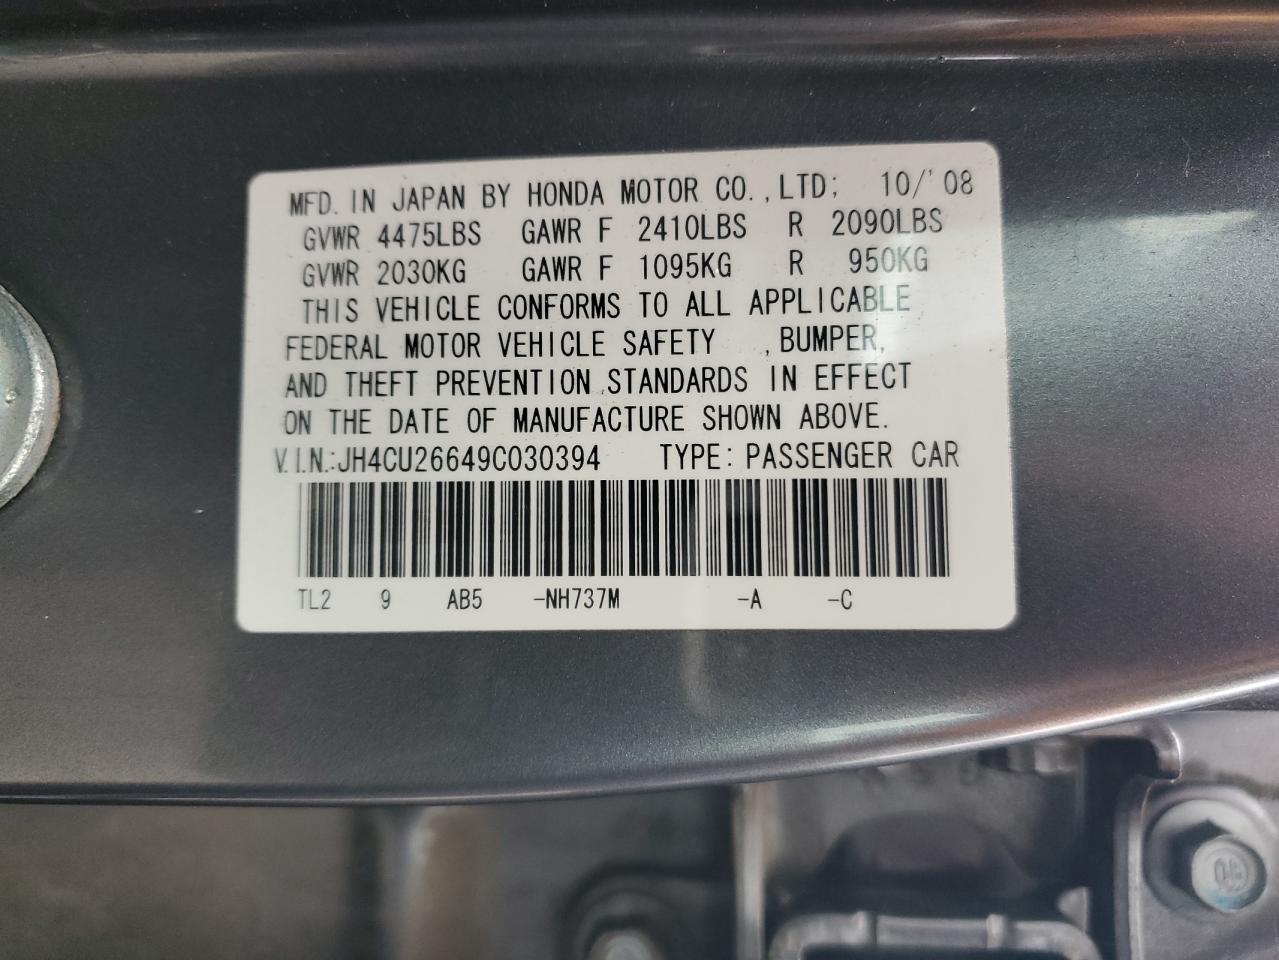 MFD. IN JAPAN BY HONDA MOTOR CO., LTD; 10/'08
GVWR 4475LBS GAWR F 2410LBS R 2090LBS
GVWR 2030KG GAWR F 1095KG R 950KG
THIS VEHICLE CONFORMS TO ALL APPLICABLE
FEDERAL MOTOR VEHICLE SAFETY , BUMPER,
AND THEFT PREVENTION STANDARDS IN EFFECT
ON THE DATE OF MANUFACTURE SHOWN ABOVE.
V.I.N.: JH4CU26649C030394 TYPE: PASSENGER CAR
TL2 9 AB5 -NH737M -A -C